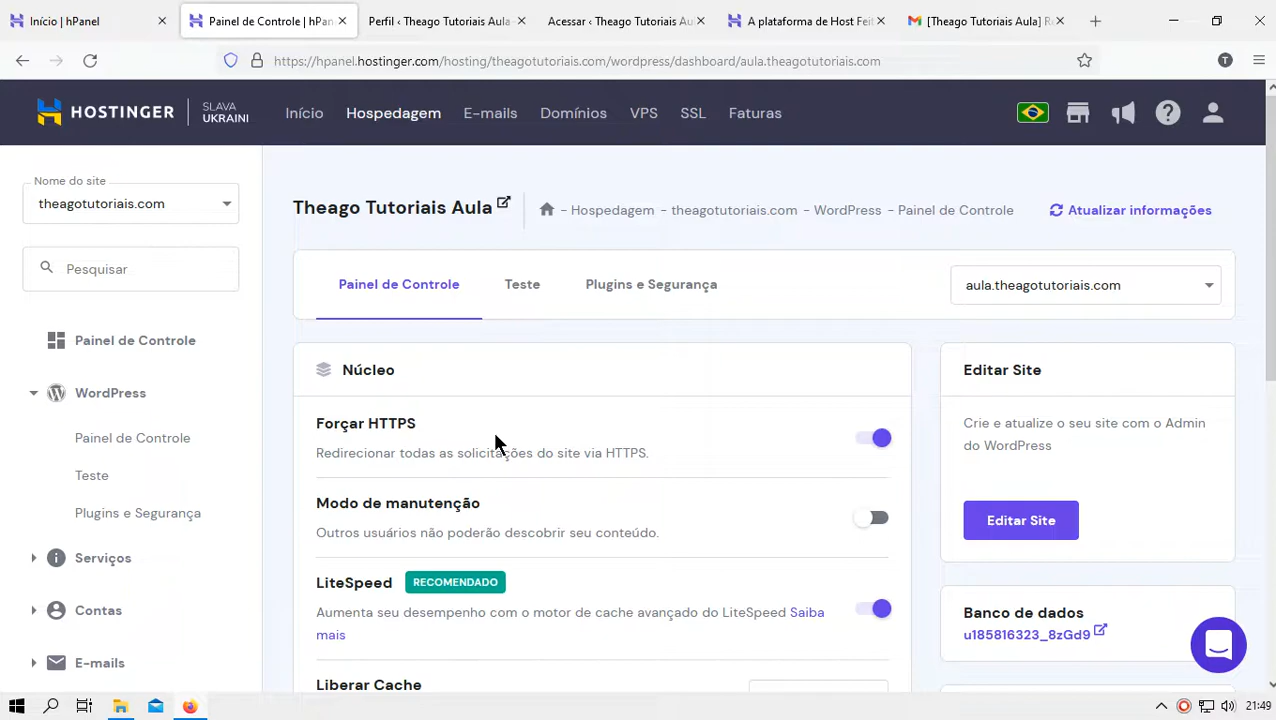 Início | hPanel
Painel de Controle | hPan
Perfil ‹ Theago Tutoriais Aula
Acessar ‹ Theago Tutoriais Au
A plataforma de Host Feit
[Theago Tutoriais Aula] R
https://hpanel.hostinger.com/hosting/theagotutoriais.com/wordpress/dashboard/aula.theagotutoriais.com
T
HOSTINGER
SLAVA
UKRAINI
Início
Hospedagem
E-mails
Domínios
VPS
SSL
Faturas
Nome do site
theagotutoriais.com
Pesquisar
Painel de Controle
WordPress
Painel de Controle
Teste
Plugins e Segurança
Serviços
Contas
E-mails
Theago Tutoriais Aula
- Hospedagem - theagotutoriais.com - WordPress - Painel de Controle
Atualizar informações
Painel de Controle
Teste
Plugins e Segurança
aula.theagotutoriais.com
Núcleo
Forçar HTTPS
Redirecionar todas as solicitações do site via HTTPS.
Modo de manutenção
Outros usuários não poderão descobrir seu conteúdo.
LiteSpeed RECOMENDADO
Aumenta seu desempenho com o motor de cache avançado do LiteSpeed Saiba
mais
Liberar Cache
Editar Site
Crie e atualize o seu site com o Admin
do WordPress
Editar Site
Banco de dados
u185816323_8zGd9
21:49